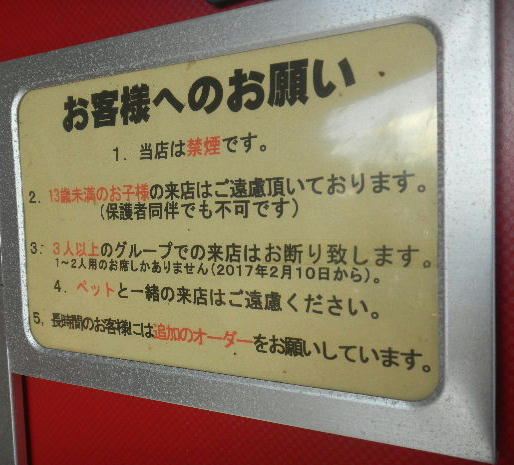 お客様へのお願い
1. 当店は禁煙です。
2. 13歳未満のお子様の来店はご遠慮頂いております。
(保護者同伴でも不可です)
3. 3人以上のグループでの来店はお断り致します。
1〜2人用のお席しかありません(2017年2月10日から)。
4. ペットと一緒の来店はご遠慮ください。
5. 長時間のお客様には追加のオーダーをお願いしています。